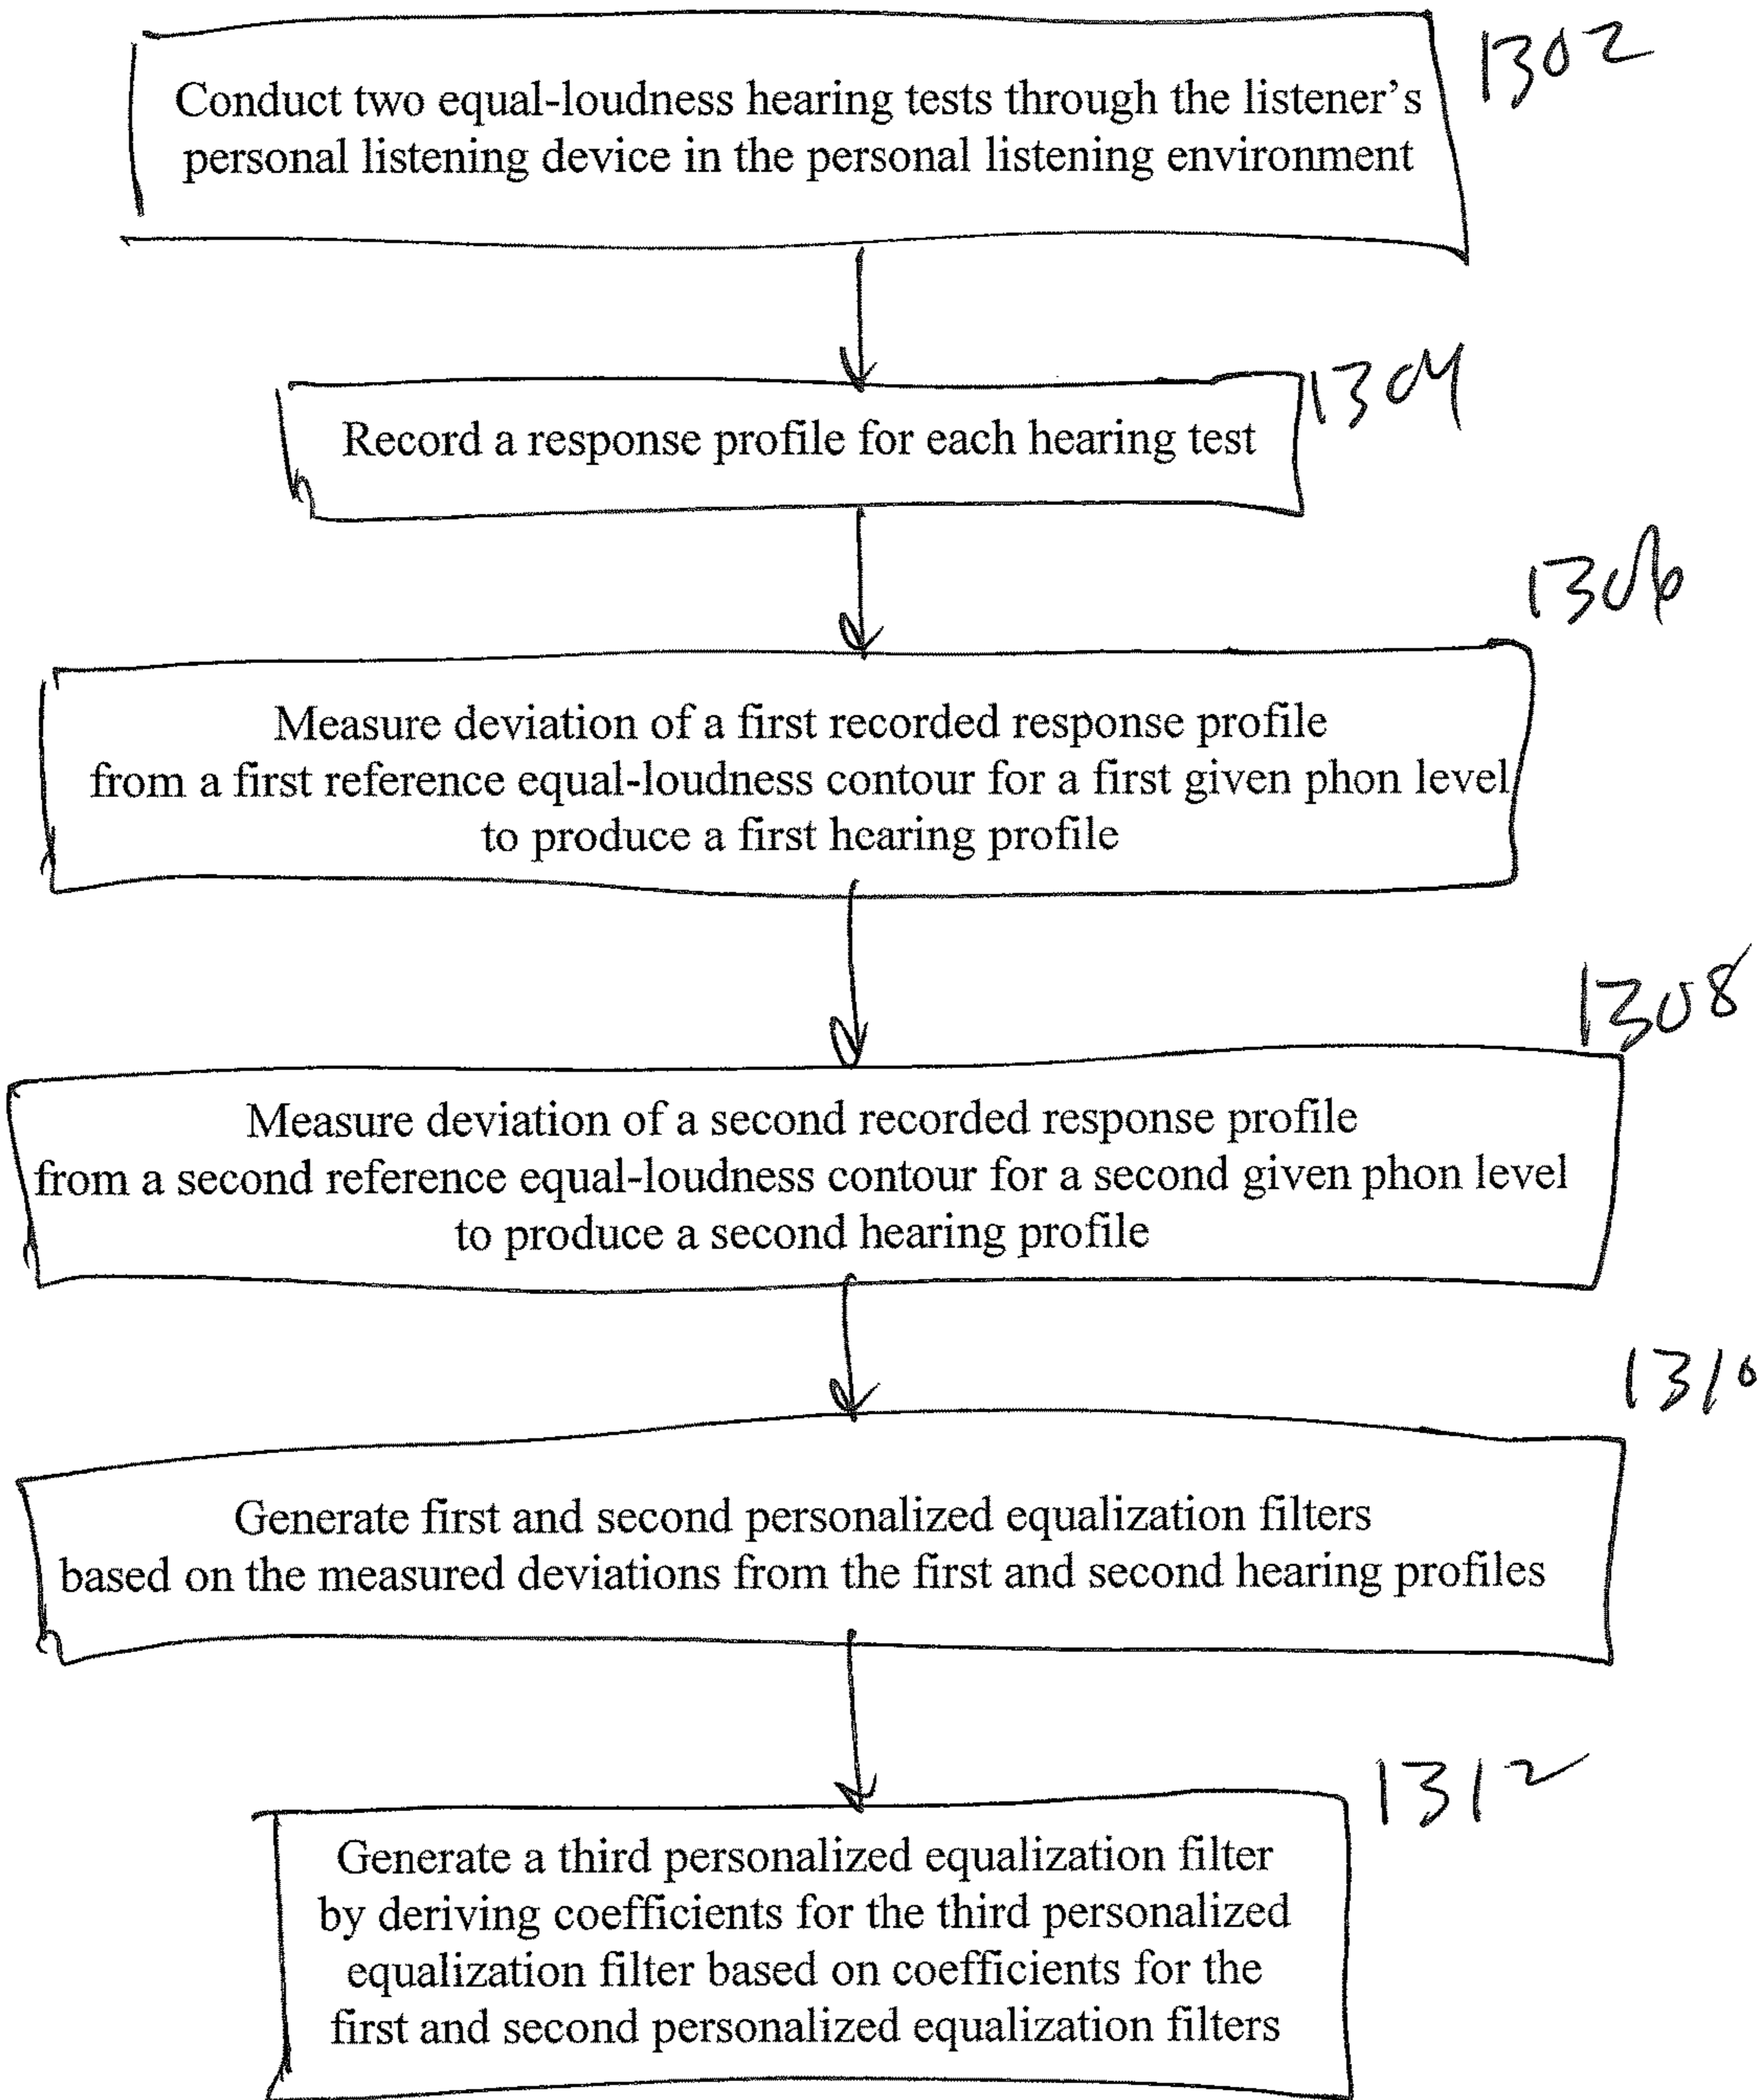 1302
Conduct two equal-loudness hearing tests through the listener's
personal listening device in the personal listening environment
1304
Record a response profile for each hearing test
1306
Measure deviation of a first recorded response profile
from a first reference equal-loudness contour for a first given phon level
to produce a first hearing profile
1308
Measure deviation of a second recorded response profile
from a second reference equal-loudness contour for a second given phon level
to produce a second hearing profile
1310
Generate first and second personalized equalization filters
based on the measured deviations from the first and second hearing profiles
1312
Generate a third personalized equalization filter
by deriving coefficients for the third personalized
equalization filter based on coefficients for the
first and second personalized equalization filters